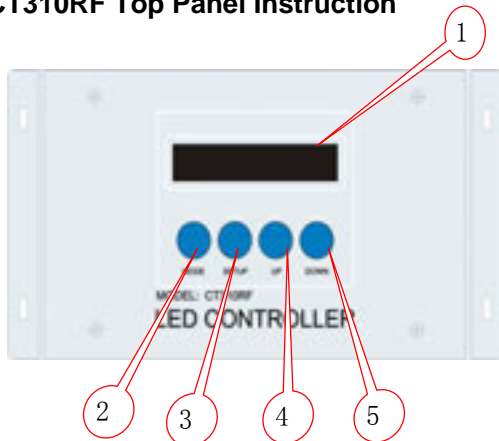 CT310RF Top Panel Instruction
1
MODE SETUP UP DOWN
MODEL: CT310RF
LED CONTROLLER
2 3 4 5